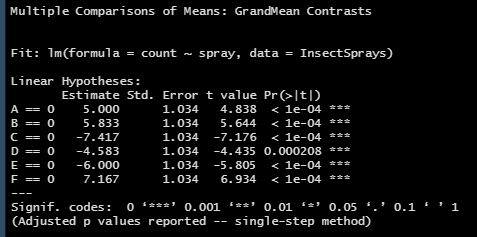 Multiple Comparisons of Means: GrandMean Contrasts
Fit: lm(formula = count ~ spray, data = InsectSprays)
Linear Hypotheses:
Estimate Std. Error t value Pr(>|t|)
A == 0 5.000 1.034 4.838 < 1e-04 ***
B == 0 5.833 1.034 5.644 < 1e-04 ***
C == 0 -7.417 1.034 -7.176 < 1e-04 ***
D == 0 -4.583 1.034 -4.435 0.000208 ***
E == 0 -6.000 1.034 -5.805 < 1e-04 ***
F == 0 7.167 1.034 6.934 < 1e-04 ***
---
Signif. codes: 0 ‘***’ 0.001 ‘**’ 0.01 ‘*’ 0.05 ‘.’ 0.1 ‘ ’ 1
(Adjusted p values reported -- single-step method)